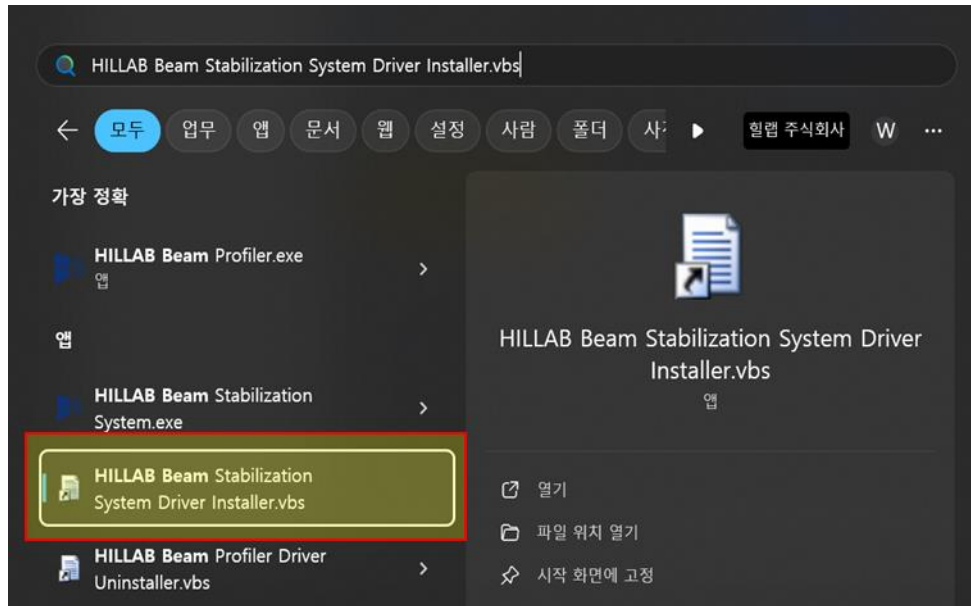 HILLAB Beam Stabilization System Driver Installer.vbs
모두 업무 앱 문서 웹 설정 사람 폴더 힐랩 주식회사 W ...
가장 정확
HILLAB Beam Profiler.exe
앱
앱
HILLAB Beam Stabilization
System.exe
HILLAB Beam Stabilization
System Driver Installer.vbs
HILLAB Beam Profiler Driver
Uninstaller.vbs
HILLAB Beam Stabilization System Driver
Installer.vbs
앱
열기
파일 위치 열기
시작 화면에 고정